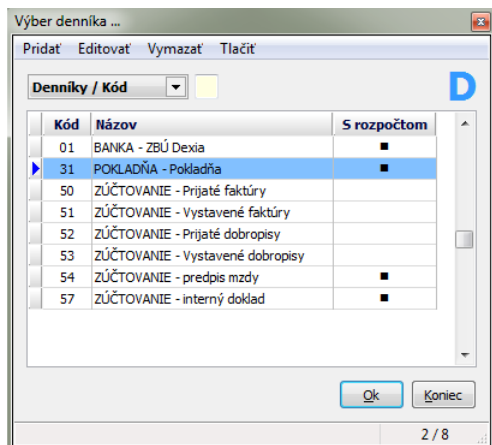 Výber denníka ...
Pridať Editovať Vymazať Tlačiť
Denníky / Kód D
Kód Názov S rozpočtom
01 BANKA - ZBÚ Dexia ■
31 POKLADŇA - Pokladňa ■
50 ZÚČTOVANIE - Prijaté faktúry
51 ZÚČTOVANIE - Vystavené faktúry
52 ZÚČTOVANIE - Prijaté dobropisy
53 ZÚČTOVANIE - Vystavené dobropisy
54 ZÚČTOVANIE - predpis mzdy ■
57 ZÚČTOVANIE - interný doklad ■
Ok Koniec
2 / 8